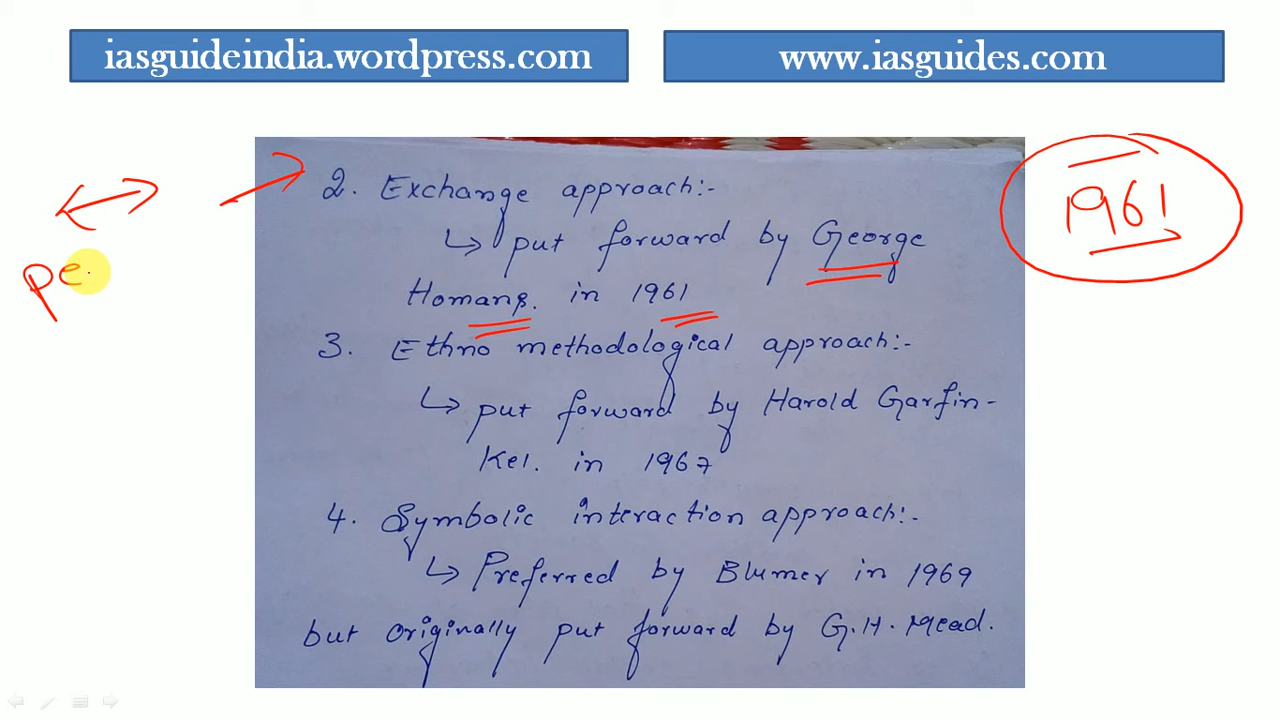 iasguideindia.wordpress.com
www.iasguides.com
2. Exchange approach:-
↳ put forward by George
Homans. in 1961
3. Ethno methodological approach:-
↳ put forward by Harold Garfin-
kel. in 1967
4. Symbolic interaction approach:-
↳ Preferred by Blumer in 1969
but originally put forward by G.H. Mead.
1961
pe